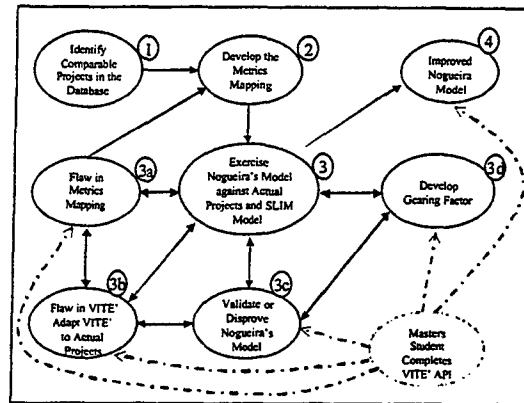 1
Identify
Comparable
Projects in the
Database
2
Develop the
Metrics
Mapping
4
Improved
Nogueira
Model
3a
Flaw in
Metrics
Mapping
3
Exercise
Nogueira's Model
against Actual
Projects and SLIM
Model
3d
Develop
Gearing Factor
3b
Flaw in VITE'
Adapt VITE'
to Actual
Projects
3c
Validate or
Disprove
Nogueira's
Model
Masters
Student
Completes
VITE' API